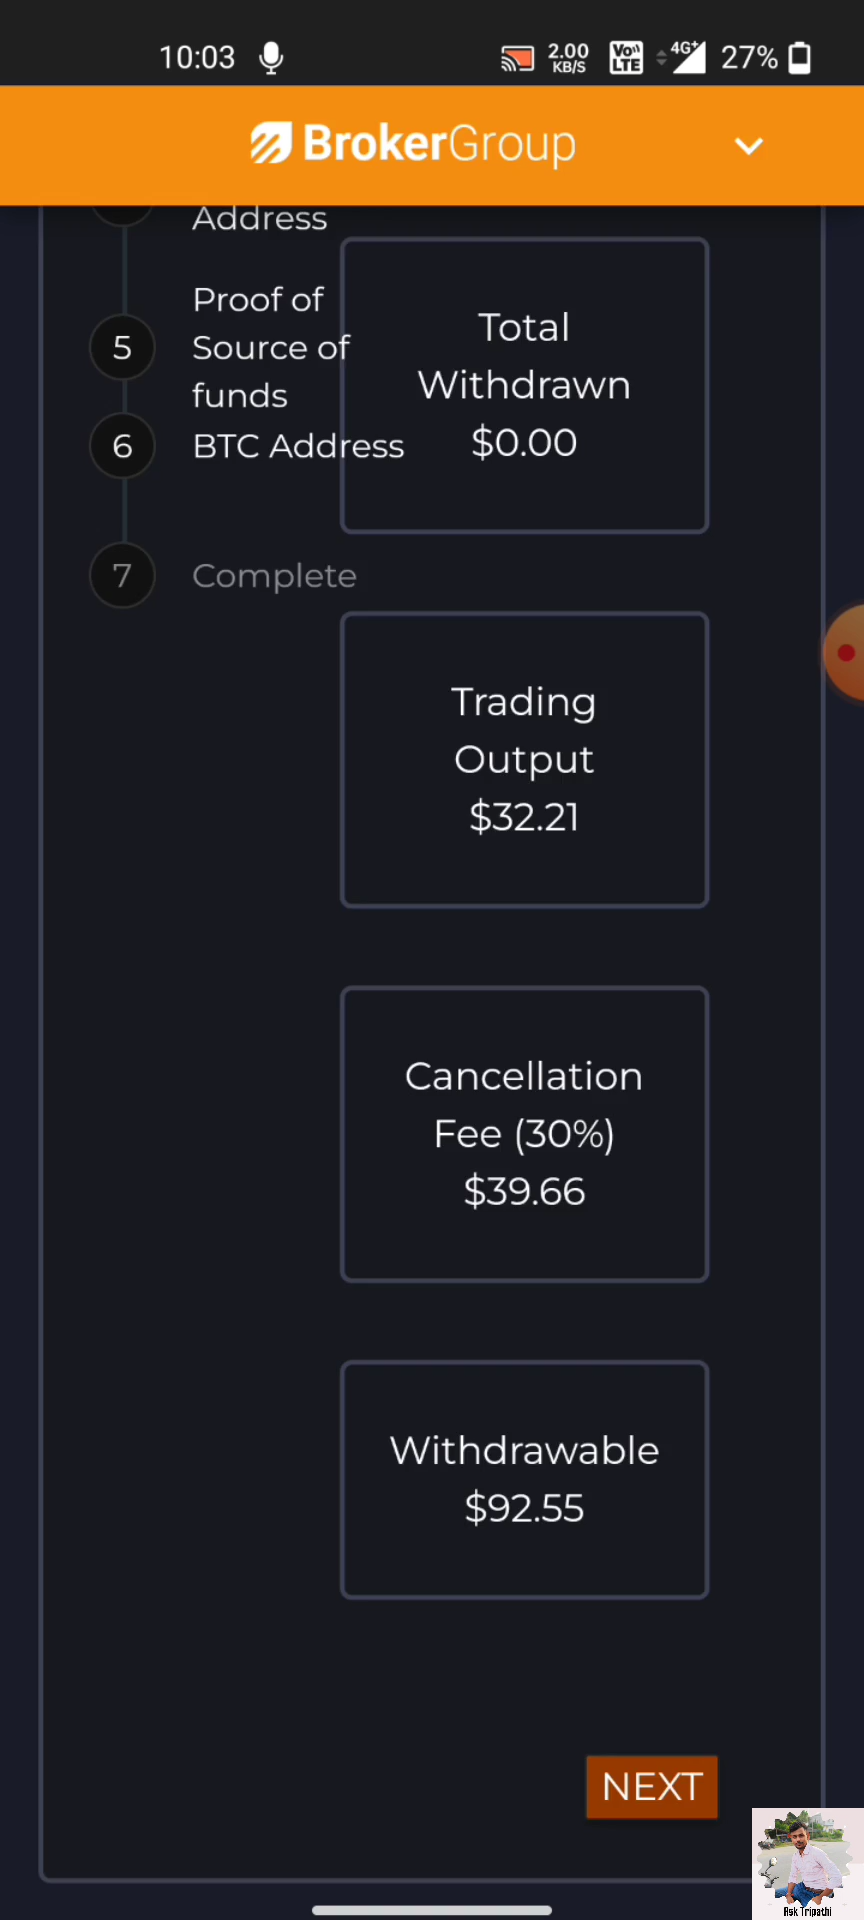 10:03
2.00
KB/S
Vo))
LTE
4G+
27%
BrokerGroup
Address
5
Proof of
Source of
funds
6
BTC Address
7
Complete
Total
Withdrawn
$0.00
Trading
Output
$32.21
Cancellation
Fee (30%)
$39.66
Withdrawable
$92.55
NEXT
Ask Tripathi